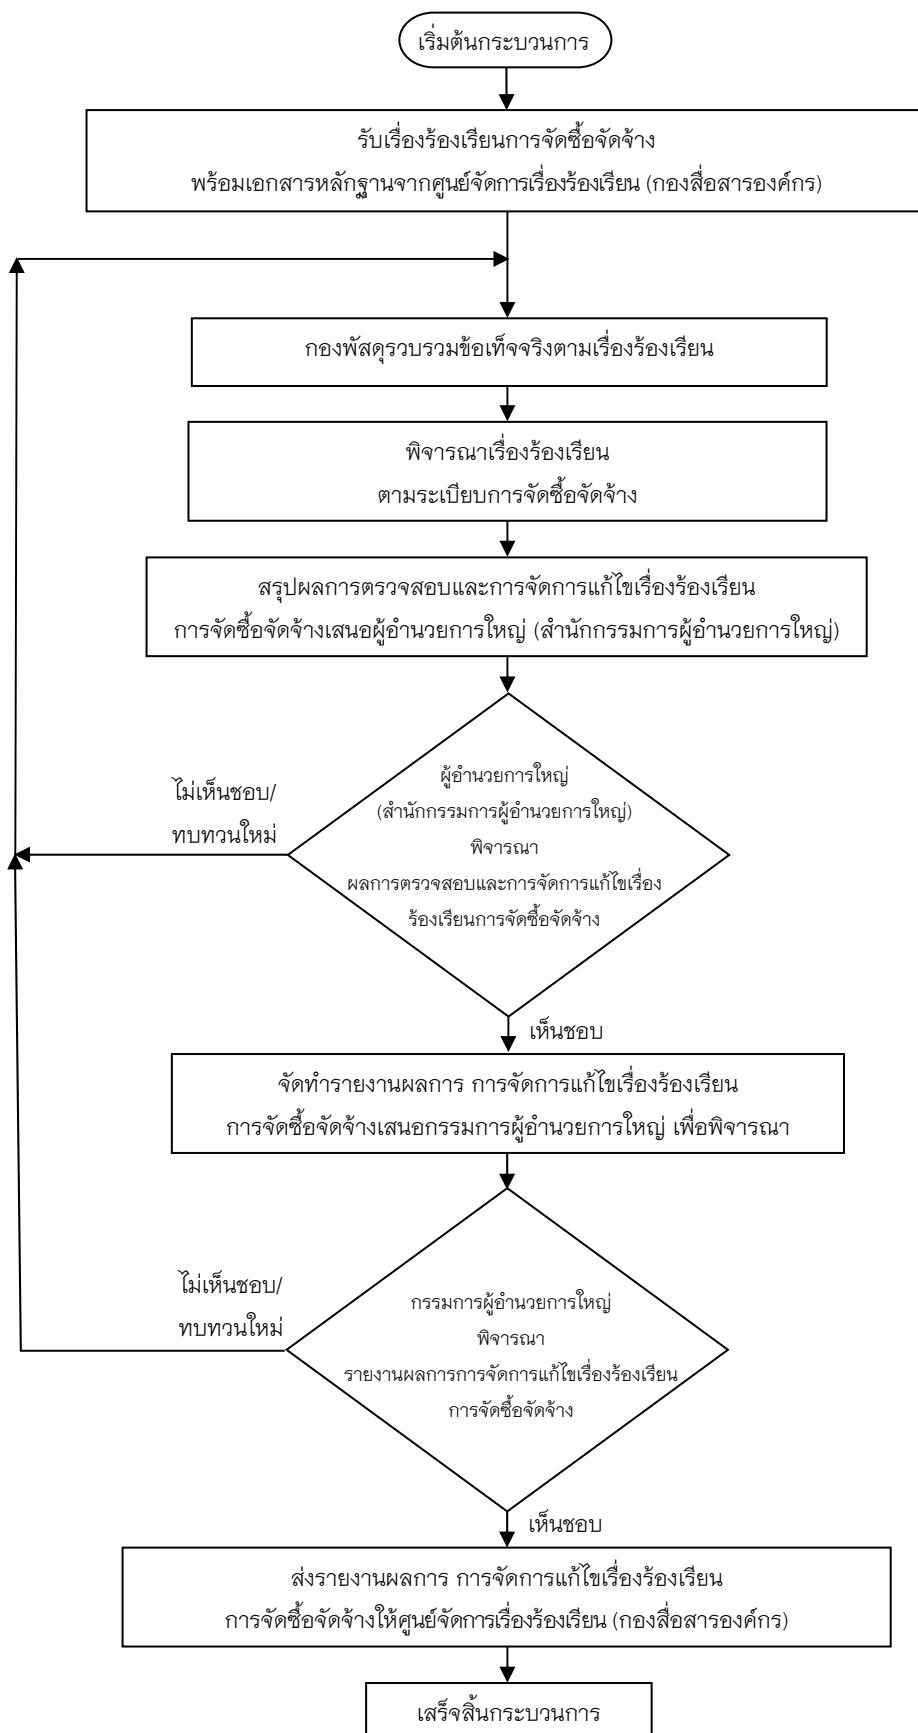 เริ่มต้นกระบวนการ
รับเรื่องร้องเรียนการจัดซื้อจัดจ้าง
พร้อมเอกสารหลักฐานจากศูนย์จัดการเรื่องร้องเรียน (กองสื่อสารองค์กร)
กองพัสดุรวบรวมข้อเท็จจริงตามเรื่องร้องเรียน
พิจารณาเรื่องร้องเรียน
ตามระเบียบการจัดซื้อจัดจ้าง
สรุปผลการตรวจสอบและการจัดการแก้ไขเรื่องร้องเรียน
การจัดซื้อจัดจ้างเสนอผู้อำนวยการใหญ่ (สำนักกรรมการผู้อำนวยการใหญ่)
ผู้อำนวยการใหญ่
(สำนักกรรมการผู้อำนวยการใหญ่)
พิจารณา
ผลการตรวจสอบและการจัดการแก้ไขเรื่อง
ร้องเรียนการจัดซื้อจัดจ้าง
ไม่เห็นชอบ/
ทบทวนใหม่
เห็นชอบ
จัดทำรายงานผลการ การจัดการแก้ไขเรื่องร้องเรียน
การจัดซื้อจัดจ้างเสนอกรรมการผู้อำนวยการใหญ่ เพื่อพิจารณา
กรรมการผู้อำนวยการใหญ่
พิจารณา
รายงานผลการการจัดการแก้ไขเรื่องร้องเรียน
การจัดซื้อจัดจ้าง
ไม่เห็นชอบ/
ทบทวนใหม่
เห็นชอบ
ส่งรายงานผลการ การจัดการแก้ไขเรื่องร้องเรียน
การจัดซื้อจัดจ้างให้ศูนย์จัดการเรื่องร้องเรียน (กองสื่อสารองค์กร)
เสร็จสิ้นกระบวนการ